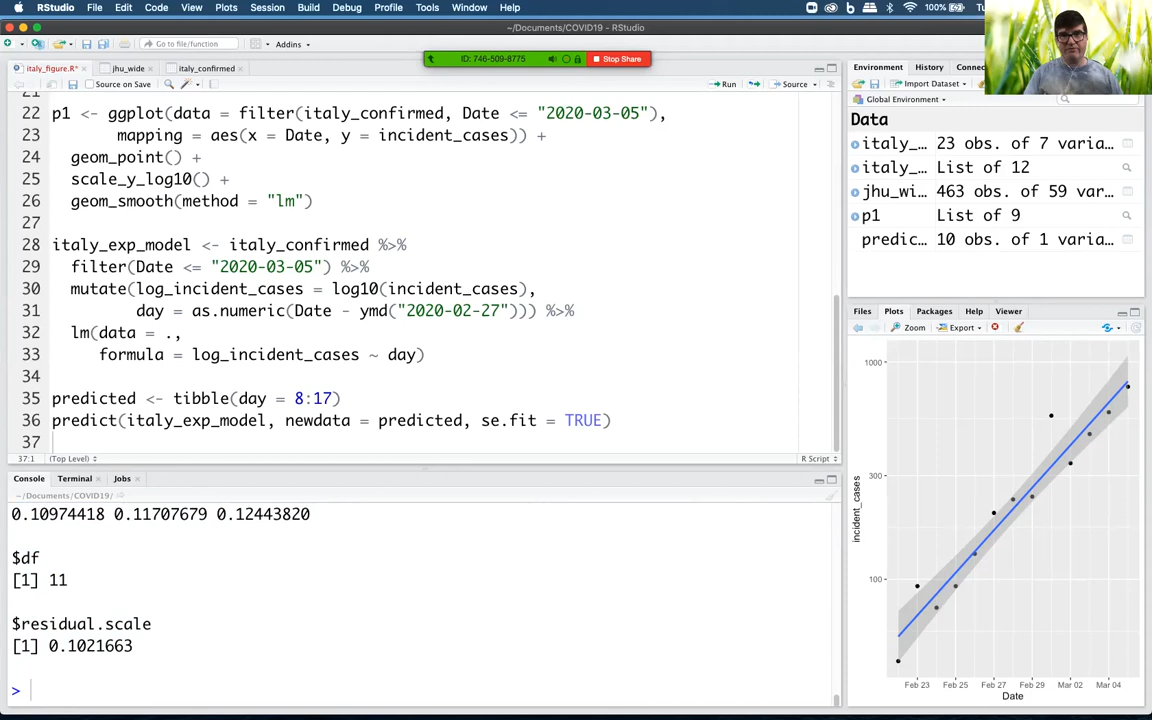 RStudio File Edit Code View Plots Session Build Debug Profile Tools Window Help 100% Tu
~/Documents/COVID19 - RStudio
Go to file/function Addins
ID: 746-509-8775 Stop Share
italy_figure.R* jhu_wide italy_confirmed
Source on Save Run Source
21
22 p1 <- ggplot(data = filter(italy_confirmed, Date <= "2020-03-05"),
23 mapping = aes(x = Date, y = incident_cases)) +
24 geom_point() +
25 scale_y_log10() +
26 geom_smooth(method = "lm")
27
28 italy_exp_model <- italy_confirmed %>%
29 filter(Date <= "2020-03-05") %>%
30 mutate(log_incident_cases = log10(incident_cases),
31 day = as.numeric(Date - ymd("2020-02-27"))) %>%
32 lm(data = .,
33 formula = log_incident_cases ~ day)
34
35 predicted <- tibble(day = 8:17)
36 predict(italy_exp_model, newdata = predicted, se.fit = TRUE)
37
37:1 (Top Level) R Script
Console Terminal Jobs
~/Documents/COVID19/
0.10974418 0.11707679 0.12443820
$df
[1] 11
$residual.scale
[1] 0.1021663
>
Environment History Connec
Import Dataset
Global Environment
Data
italy_… 23 obs. of 7 varia…
italy_… List of 12
jhu_wi… 463 obs. of 59 var…
p1 List of 9
predic… 10 obs. of 1 varia…
Files Plots Packages Help Viewer
Zoom Export
1000
300
100
incident_cases
Feb 23 Feb 25 Feb 27 Feb 29 Mar 02 Mar 04
Date